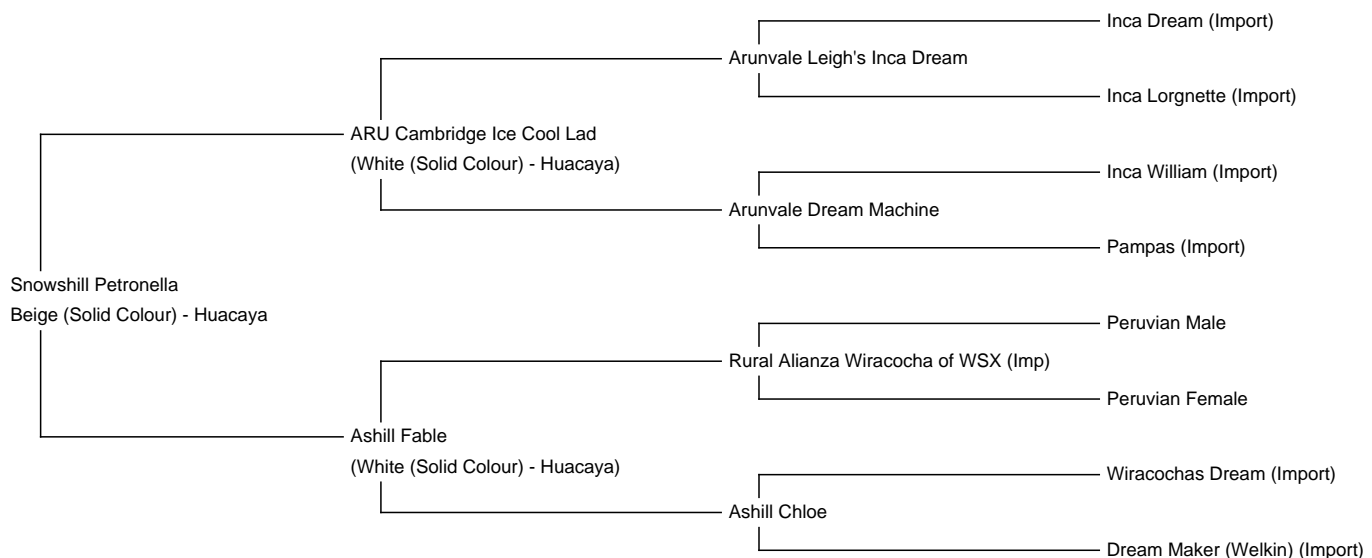 Inca Dream (Import)
Arunvale Leigh's Inca Dream
Inca Lorgnette (Import)
ARU Cambridge Ice Cool Lad
(White (Solid Colour) - Huacaya)
Inca William (Import)
Arunvale Dream Machine
Pampas (Import)
Snowshill Petronella
Beige (Solid Colour) - Huacaya
Peruvian Male
Rural Alianza Wiracocha of WSX (Imp)
Peruvian Female
Ashill Fable
(White (Solid Colour) - Huacaya)
Wiracochas Dream (Import)
Ashill Chloe
Dream Maker (Welkin) (Import)